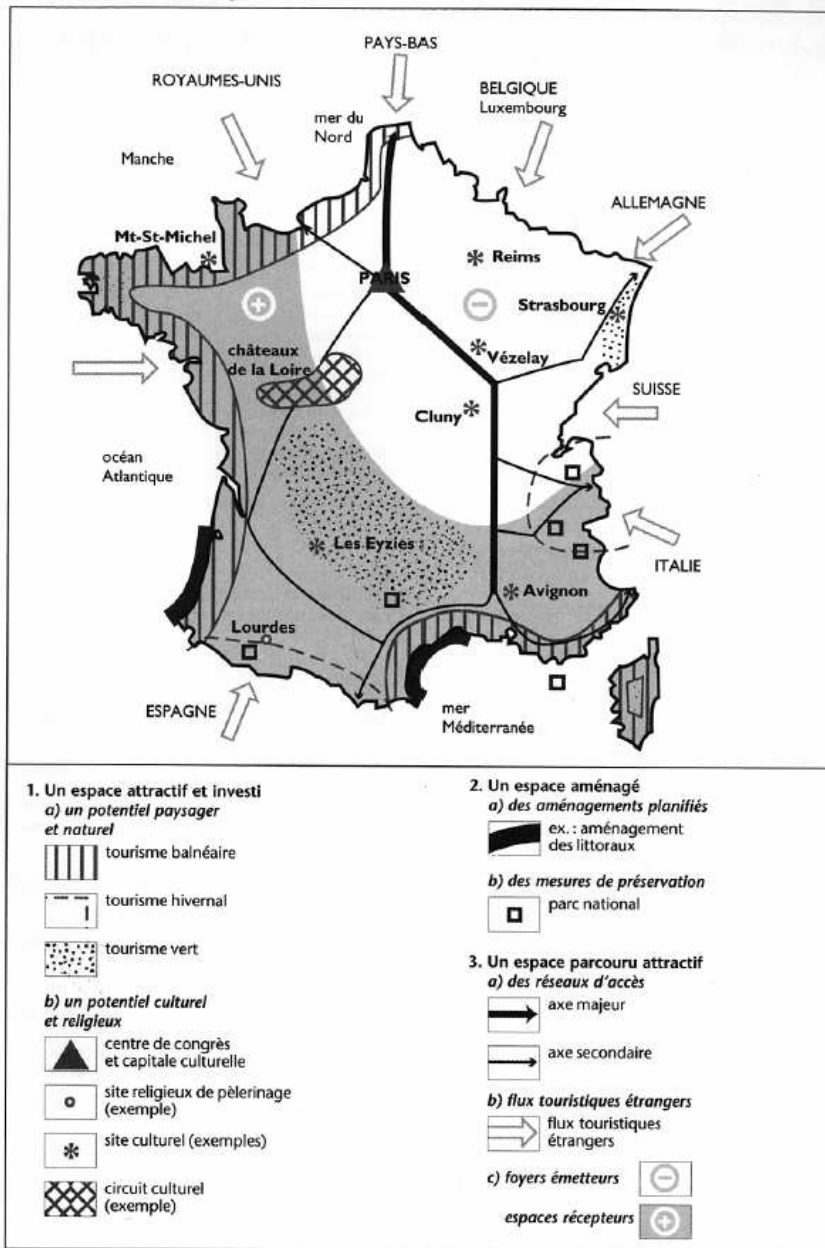 PAYS-BAS
ROYAUMES-UNIS
BELGIQUE
Luxembourg
mer du
Nord
Manche
ALLEMAGNE
Mt-St-Michel
Reims
PARIS
Strasbourg
Vézelay
châteaux
de la Loire
SUISSE
Cluny
océan
Atlantique
Les Eyzies
ITALIE
Avignon
Lourdes
ESPAGNE
mer
Méditerranée
1. Un espace attractif et investi
a) un potentiel paysager
et naturel
tourisme balnéaire
tourisme hivernal
tourisme vert
b) un potentiel culturel
et religieux
centre de congrès
et capitale culturelle
site religieux de pèlerinage
(exemple)
site culturel (exemples)
circuit culturel
(exemple)
2. Un espace aménagé
a) des aménagements planifiés
ex. : aménagement
des littoraux
b) des mesures de préservation
parc national
3. Un espace parcouru attractif
a) des réseaux d'accès
axe majeur
axe secondaire
b) flux touristiques étrangers
flux touristiques
étrangers
c) foyers émetteurs
espaces récepteurs